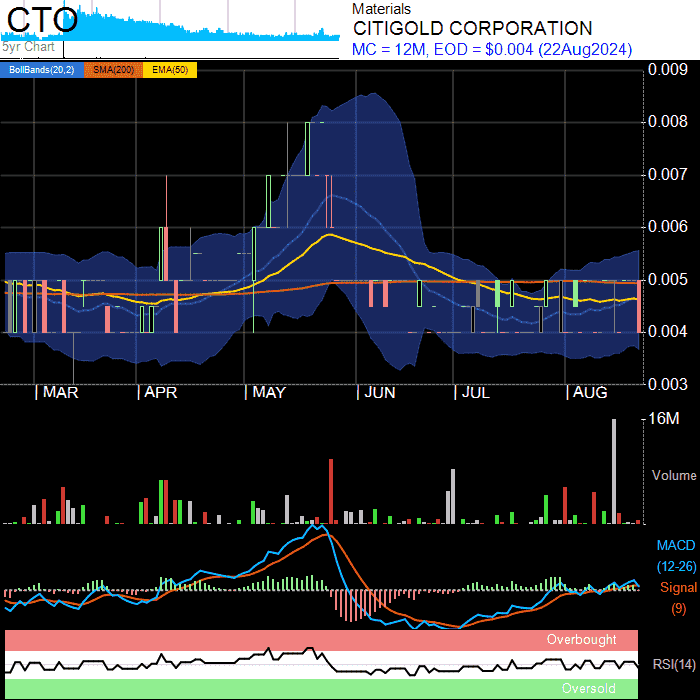 CTO
5yr Chart
Materials
CITIGOLD CORPORATION
MC = 12M, EOD = $0.004 (22Aug2024)
BollBands(20,2) SMA(200) EMA(50)
0.009
0.008
0.007
0.006
0.005
0.004
0.003
| MAR | APR | MAY | JUN | JUL | AUG
16M
Volume
MACD
(12-26)
Signal
(9)
Overbought
RSI(14)
Oversold